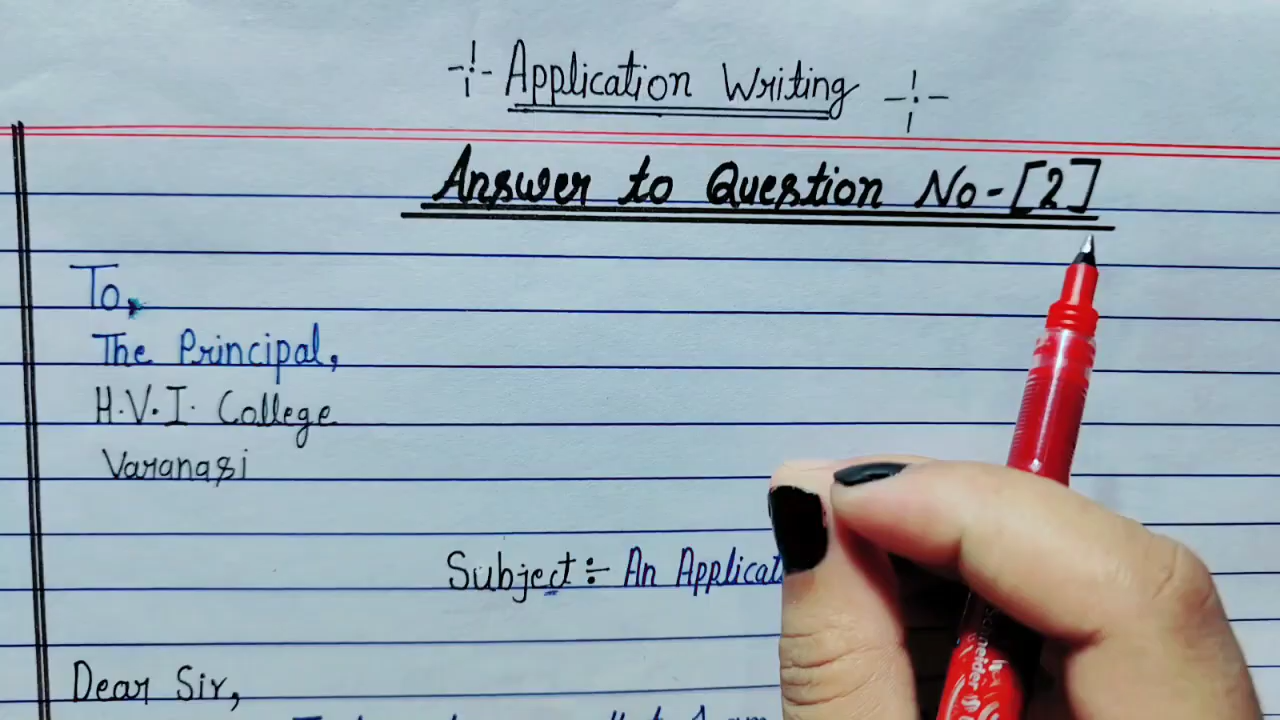 Application Writing
Answer to Question No-[2]
To,
The Principal,
H.V.I. College
Varanasi
Subject:- An Applicat
Dear Sir,